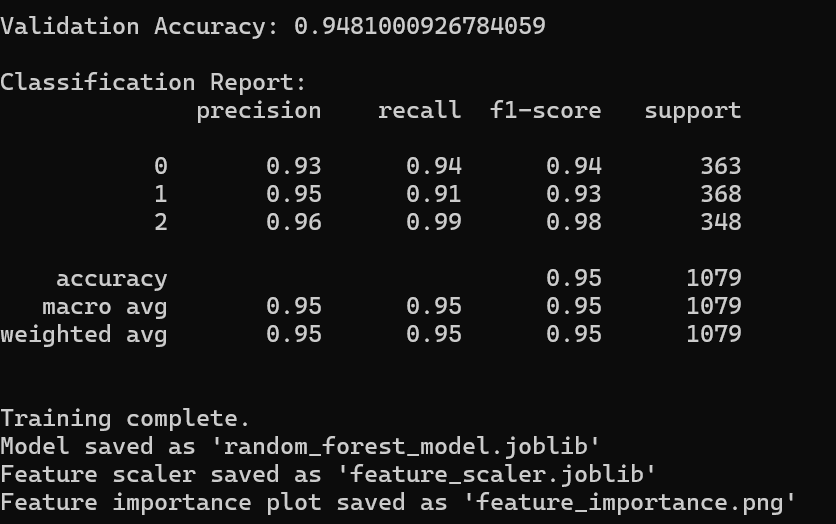 Validation Accuracy: 0.9481000926784059
Classification Report:
precision recall f1-score support
0 0.93 0.94 0.94 363
1 0.95 0.91 0.93 368
2 0.96 0.99 0.98 348
accuracy 0.95 1079
macro avg 0.95 0.95 0.95 1079
weighted avg 0.95 0.95 0.95 1079
Training complete.
Model saved as 'random_forest_model.joblib'
Feature scaler saved as 'feature_scaler.joblib'
Feature importance plot saved as 'feature_importance.png'